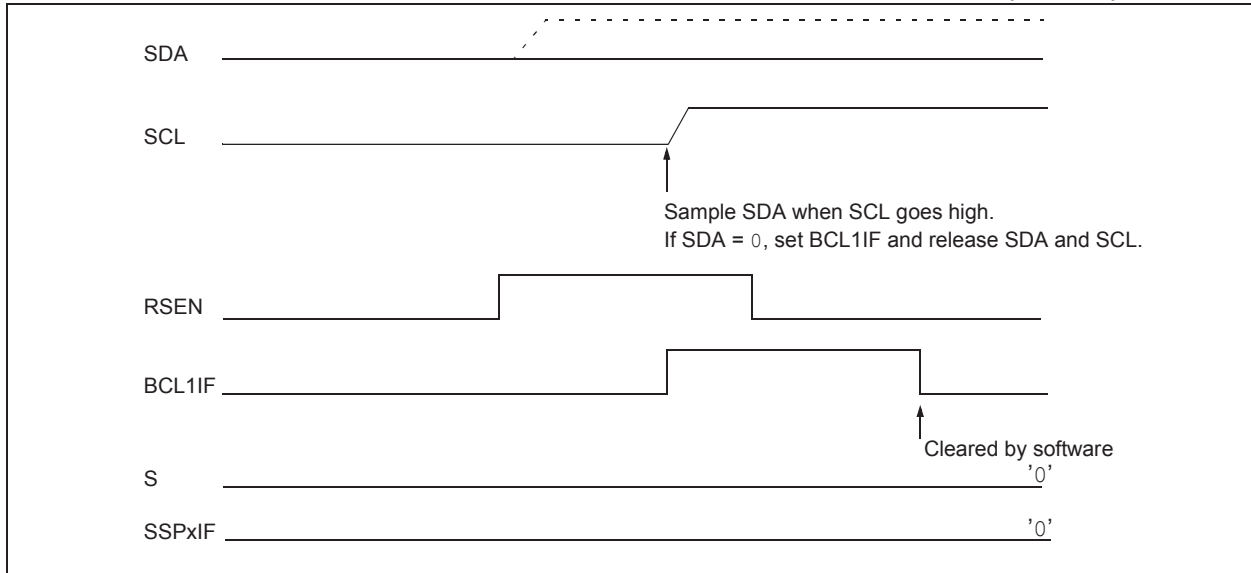 SDA
SCL
Sample SDA when SCL goes high.
If SDA = 0, set BCL1IF and release SDA and SCL.
RSEN
BCL1IF
Cleared by software
S
'0'
SSPxIF
'0'